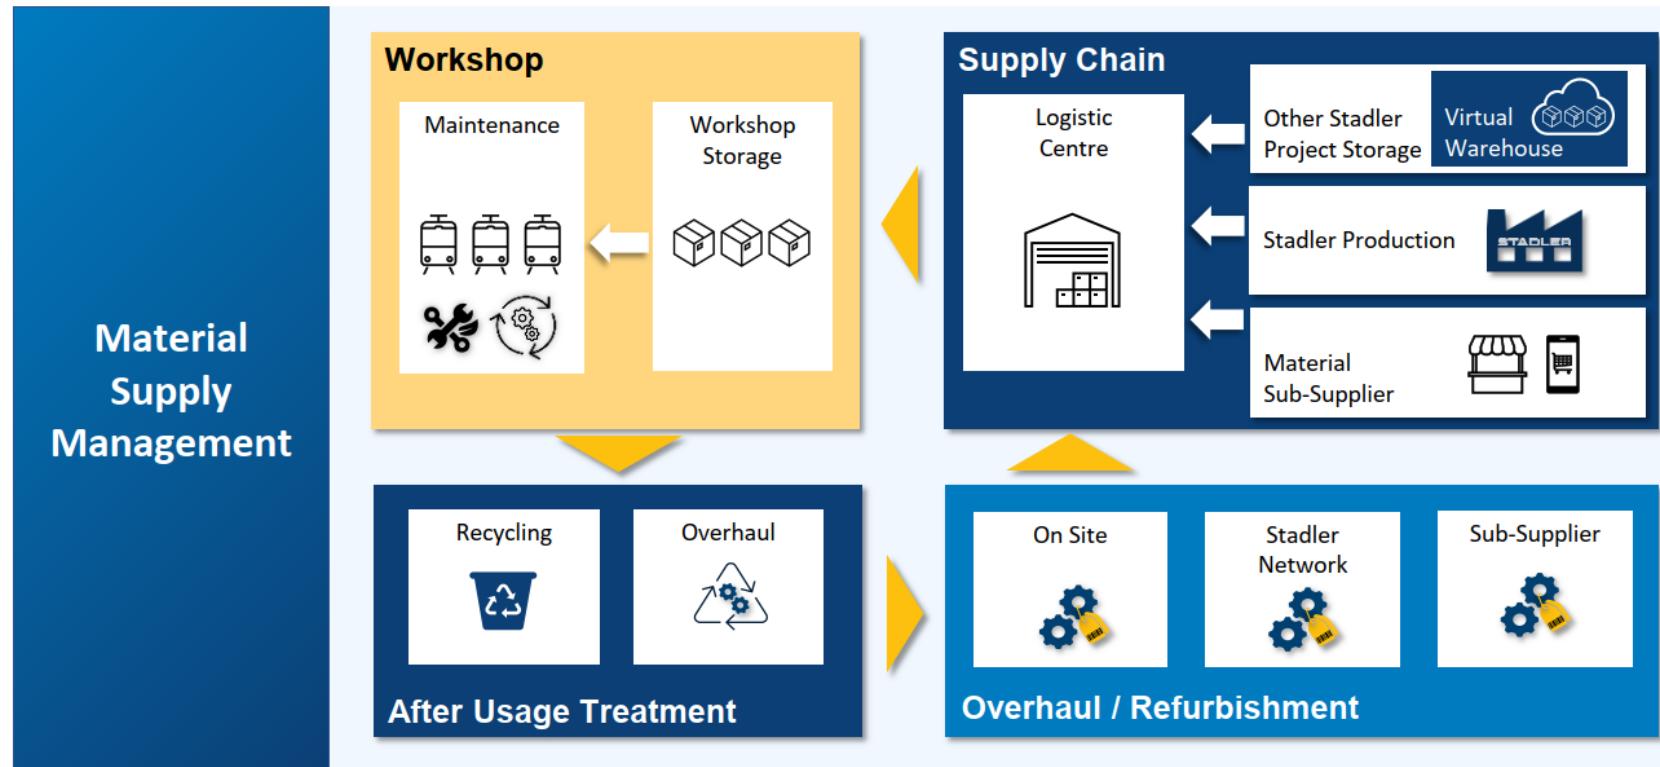 Material
Supply
Management
Workshop
Maintenance
Workshop
Storage
Supply Chain
Logistic
Centre
Other Stadler
Project Storage
Virtual
Warehouse
Stadler Production
STADLER
Material
Sub-Supplier
Recycling
Overhaul
After Usage Treatment
On Site
Stadler
Network
Sub-Supplier
Overhaul / Refurbishment